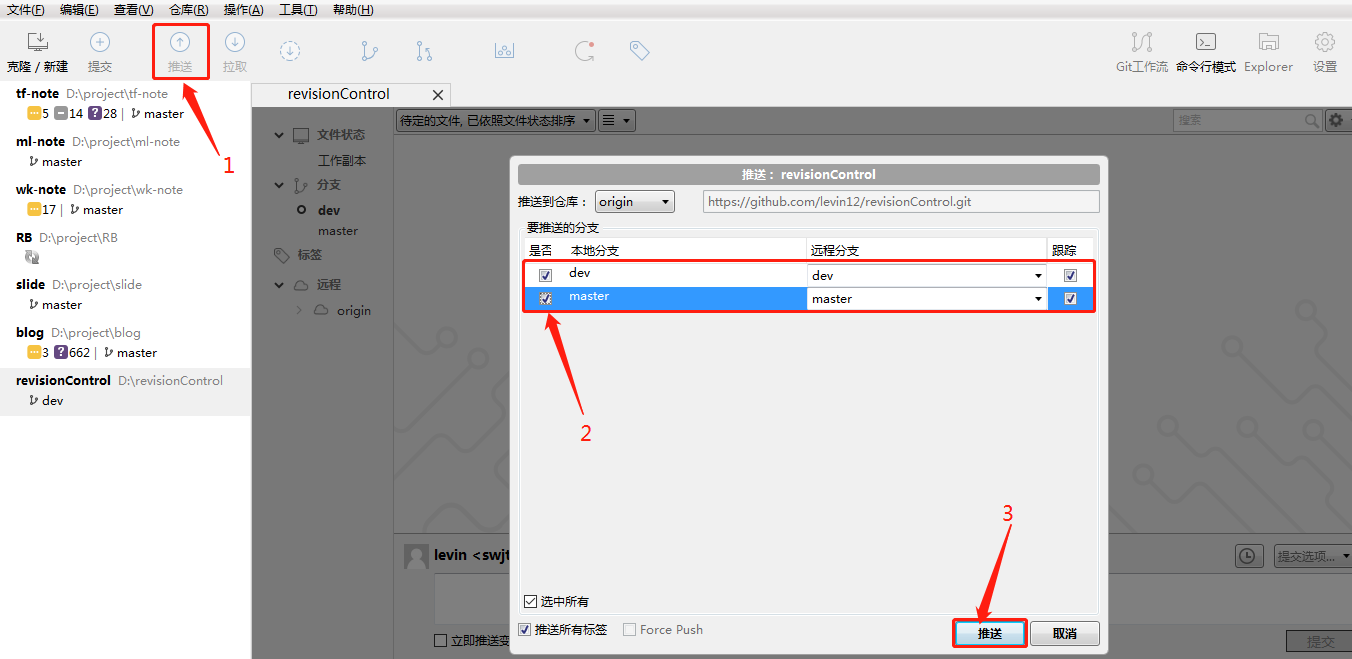 文件(F) 编辑(E) 查看(V) 仓库(R) 操作(A) 工具(T) 帮助(H)
克隆 / 新建 提交 推送 拉取 Git工作流 命令行模式 Explorer 设置
1
tf-note D:\project\tf-note
5 14 ? 28 | master
ml-note D:\project\ml-note
master
wk-note D:\project\wk-note
17 | master
RB D:\project\RB
slide D:\project\slide
master
blog D:\project\blog
3 ? 662 | master
revisionControl D:\revisionControl
dev
revisionControl
文件状态
工作副本
分支
dev
master
标签
远程
origin
待定的文件, 已依照文件状态排序
搜索
推送： revisionControl
推送到仓库： origin https://github.com/levin12/revisionControl.git
要推送的分支
是否 本地分支 远程分支 跟踪
dev dev
master master
2
3
选中所有
推送所有标签 Force Push
推送 取消
levin <swjt
提交选项...
立即推送变
提交